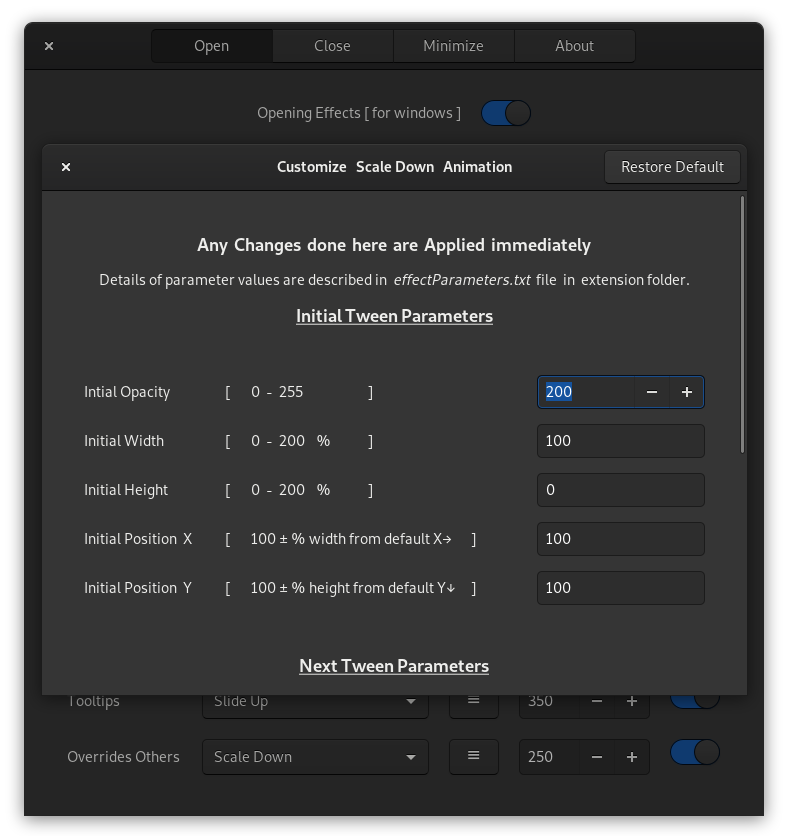 Open Close Minimize About
Opening Effects [ for windows ]
Customize Scale Down Animation Restore Default
Any Changes done here are Applied immediately
Details of parameter values are described in effectParameters.txt file in extension folder.
Initial Tween Parameters
Intial Opacity [ 0 - 255 ] 200 − +
Initial Width [ 0 - 200 % ] 100
Initial Height [ 0 - 200 % ] 0
Initial Position X [ 100 ± % width from default X→ ] 100
Initial Position Y [ 100 ± % height from default Y↓ ] 100
Next Tween Parameters
Tooltips Slide Up 350 − +
Overrides Others Scale Down 250 − +